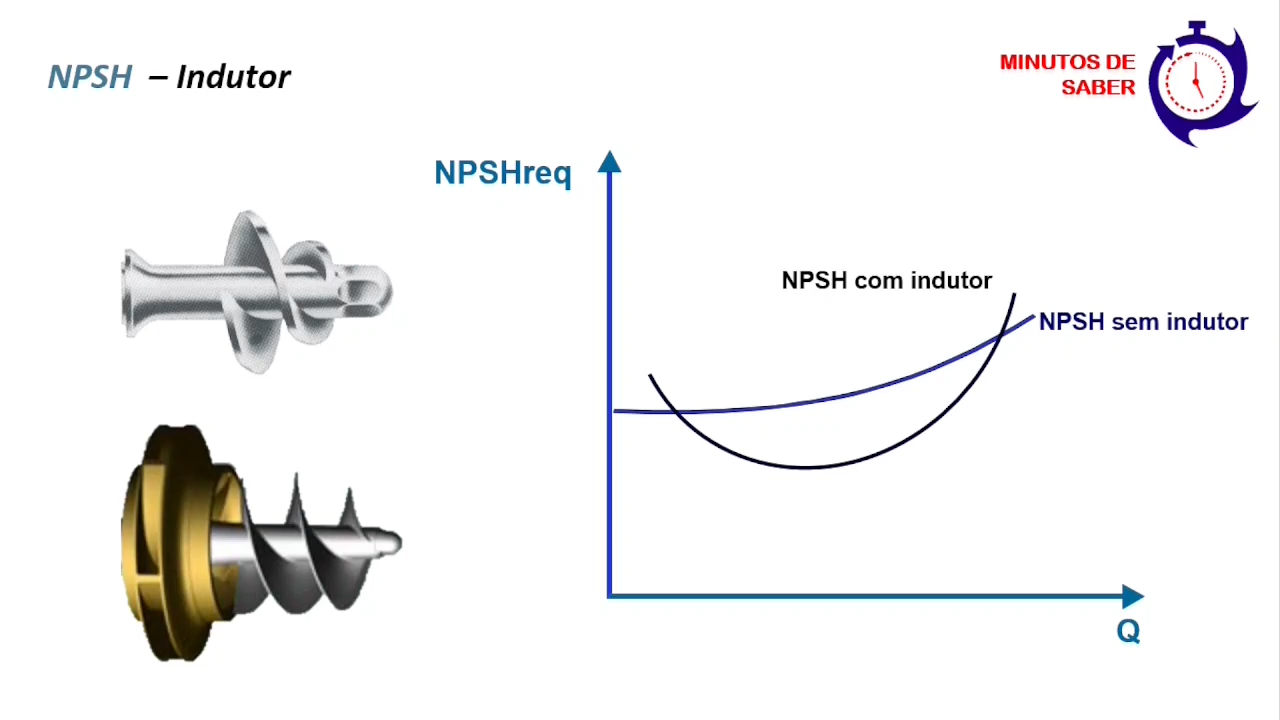 NPSH – Indutor
MINUTOS DE
SABER
NPSHreq
NPSH com indutor
NPSH sem indutor
Q